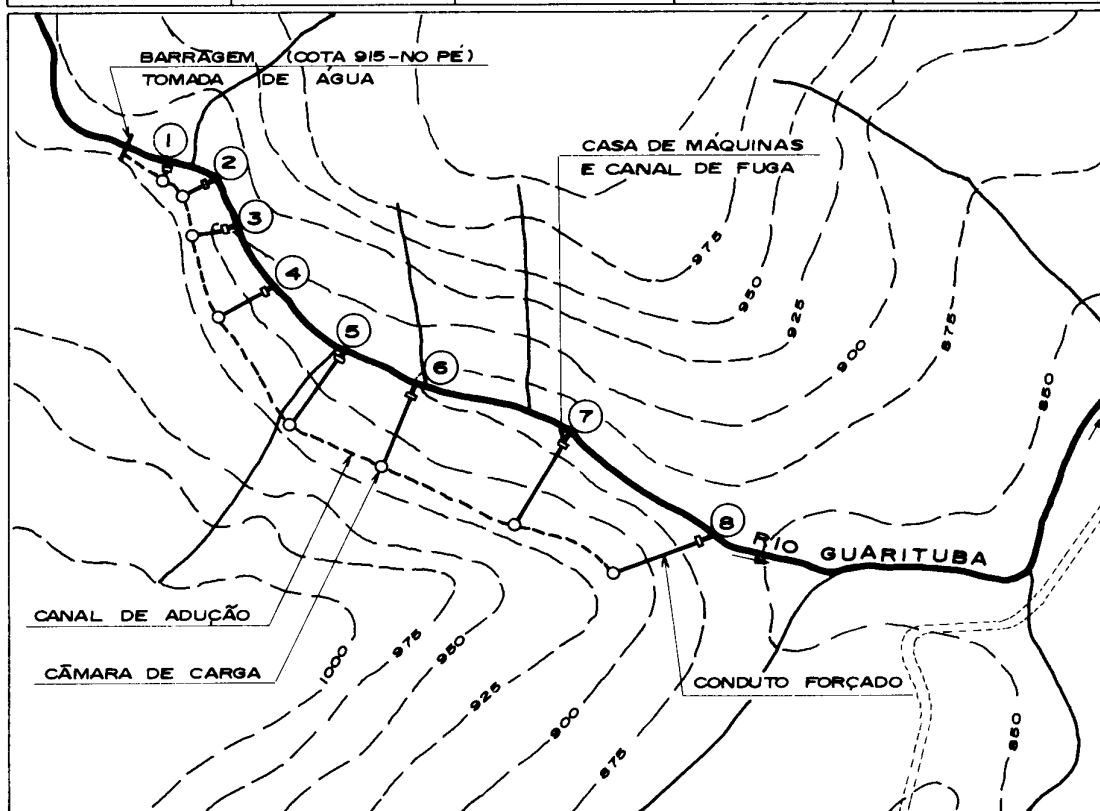 BARRAGEM (COTA 915-NO PÉ)
TOMADA DE ÁGUA
1
2
CASA DE MÁQUINAS
E CANAL DE FUGA
3
975
4
950
925
5
900
875
6
850
7
8
RIO GUARITUBA
CANAL DE ADUÇÃO
CÂMARA DE CARGA
1000
975
950
925
900
875
CONDUTO FORÇADO
850